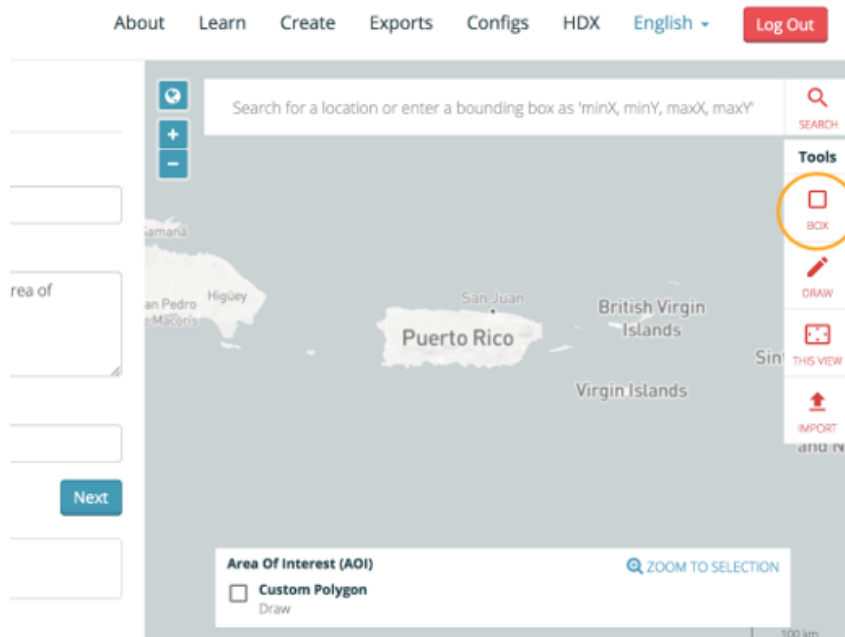 About Learn Create Exports Configs HDX English Log Out
Search for a location or enter a bounding box as 'minX, minY, maxX, maxY'
SEARCH
Tools
BOX
Samaná
DRAW
rea of
Higüey
an Pedro
Macorís
San Juan
British Virgin
Islands
Puerto Rico
THIS VIEW
Virgin Islands
IMPORT
Next
Area Of Interest (AOI)
ZOOM TO SELECTION
Custom Polygon
Draw
100 km